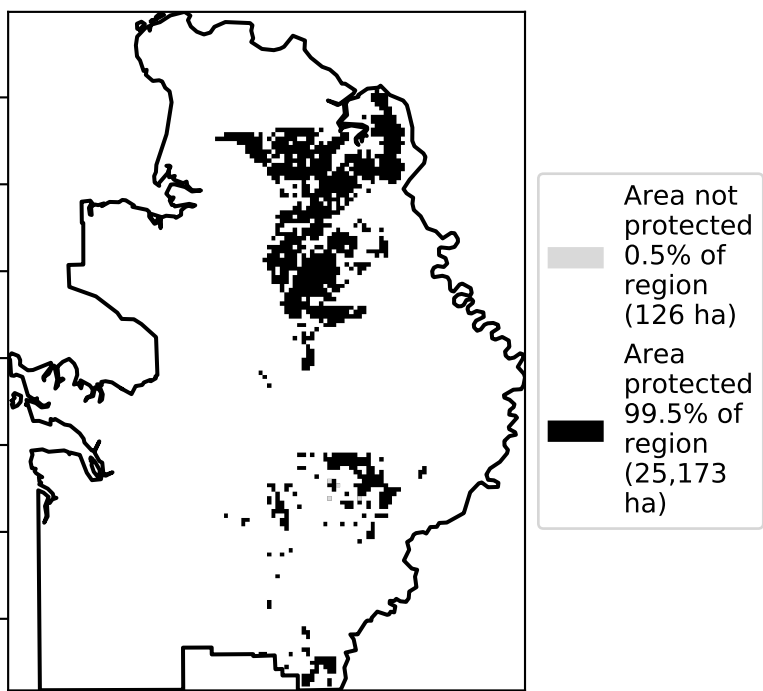 Area not
protected
0.5% of
region
(126 ha)
Area
protected
99.5% of
region
(25,173
ha)